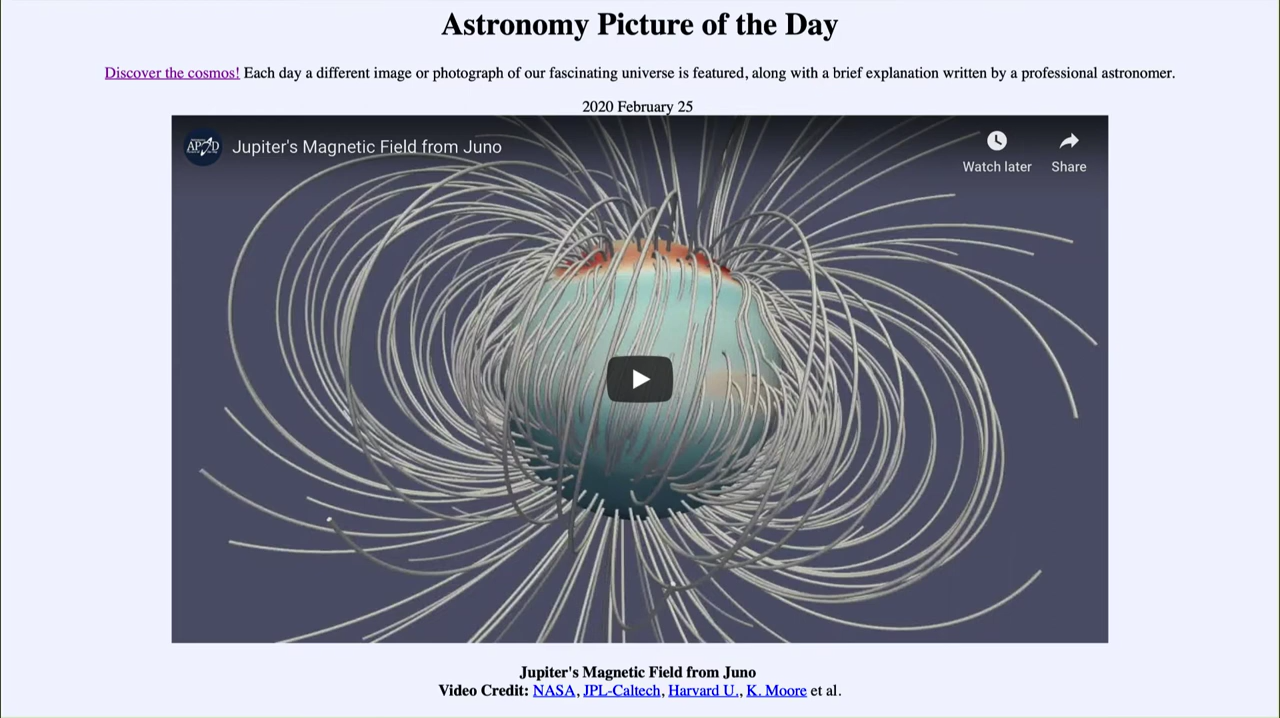 Astronomy Picture of the Day
Discover the cosmos! Each day a different image or photograph of our fascinating universe is featured, along with a brief explanation written by a professional astronomer.
2020 February 25
APOD
Jupiter's Magnetic Field from Juno
Watch later
Share
Jupiter's Magnetic Field from Juno
Video Credit: NASA, JPL-Caltech, Harvard U., K. Moore et al.